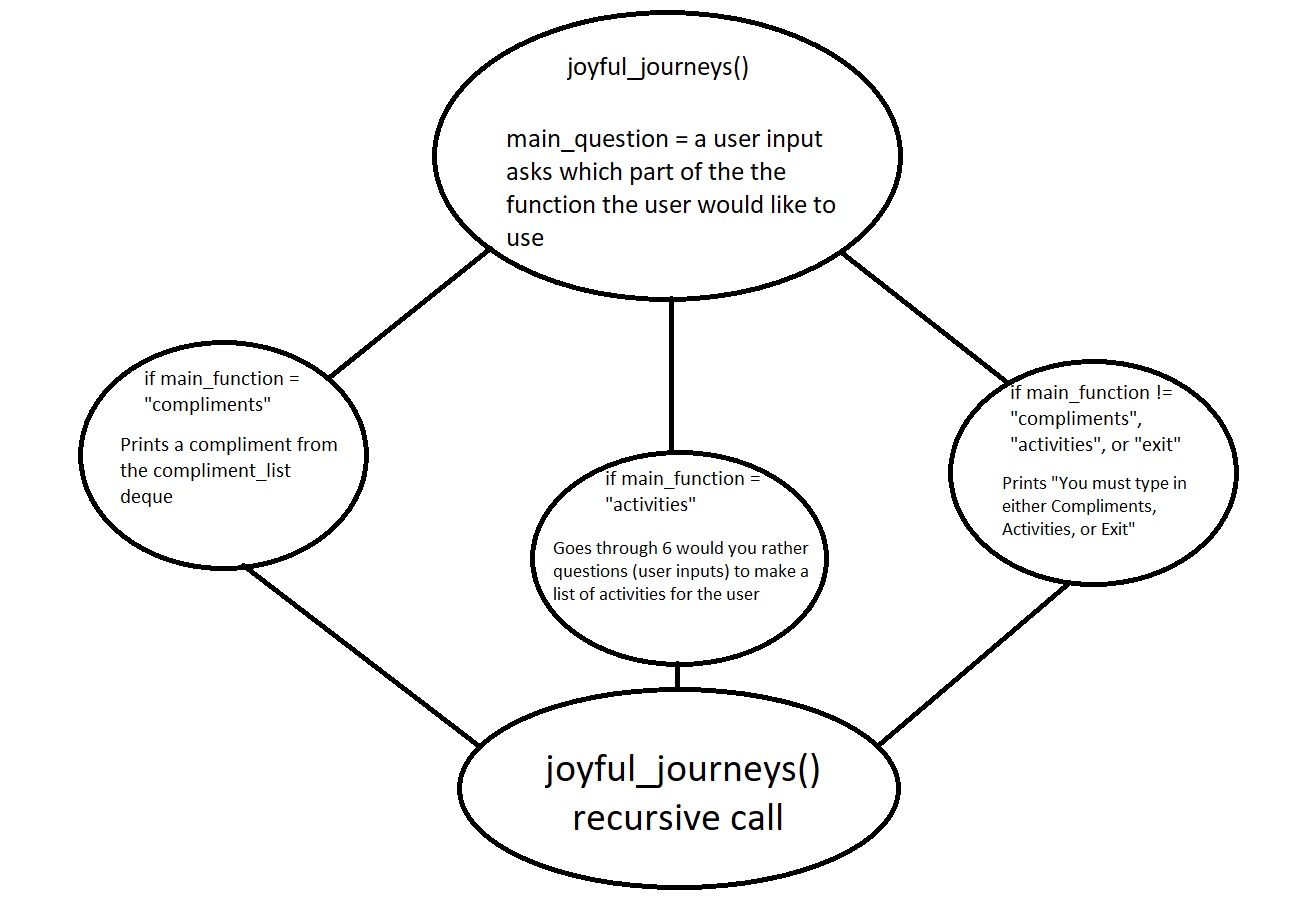 joyful_journeys()
main_question = a user input
asks which part of the the
function the user would like to
use
if main_function =
"compliments"
Prints a compliment from
the compliment_list
deque
if main_function =
"activities"
Goes through 6 would you rather
questions (user inputs) to make a
list of activities for the user
if main_function !=
"compliments",
"activities", or "exit"
Prints "You must type in
either Compliments,
Activities, or Exit"
joyful_journeys()
recursive call